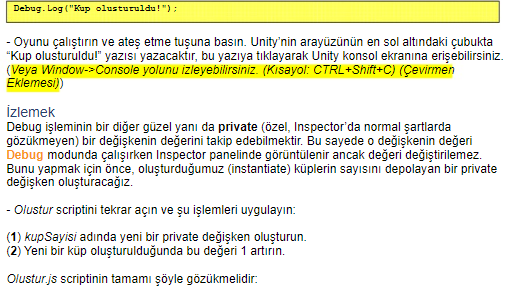 Debug.Log("Kup olusturuldu!");
- Oyunu çalıştırın ve ateş etme tuşuna basın. Unity’nin arayüzünün en sol altındaki çubukta
“Kup olusturuldu!” yazısı yazacaktır, bu yazıya tıklayarak Unity konsol ekranına erişebilirsiniz.
(Veya Window->Console yolunu izleyebilirsiniz. (Kısayol: CTRL+Shift+C) (Çevirmen
Eklemesi))
İzlemek
Debug işleminin bir diğer güzel yanı da private (özel, Inspector’da normal şartlarda
gözükmeyen) bir değişkenin değerini takip edebilmektir. Bu sayede o değişkenin değeri
Debug modunda çalışırken Inspector panelinde görüntülenir ancak değeri değiştirilemez.
Bunu yapmak için önce, oluşturduğumuz (instantiate) küplerin sayısını depolayan bir private
değişken oluşturacağız.
- Olustur scriptini tekrar açın ve şu işlemleri uygulayın:
(1) kupSayisi adında yeni bir private değişken oluşturun.
(2) Yeni bir küp oluşturulduğunda bu değeri 1 artırın.
Olustur.js scriptinin tamamı şöyle gözükmelidir: